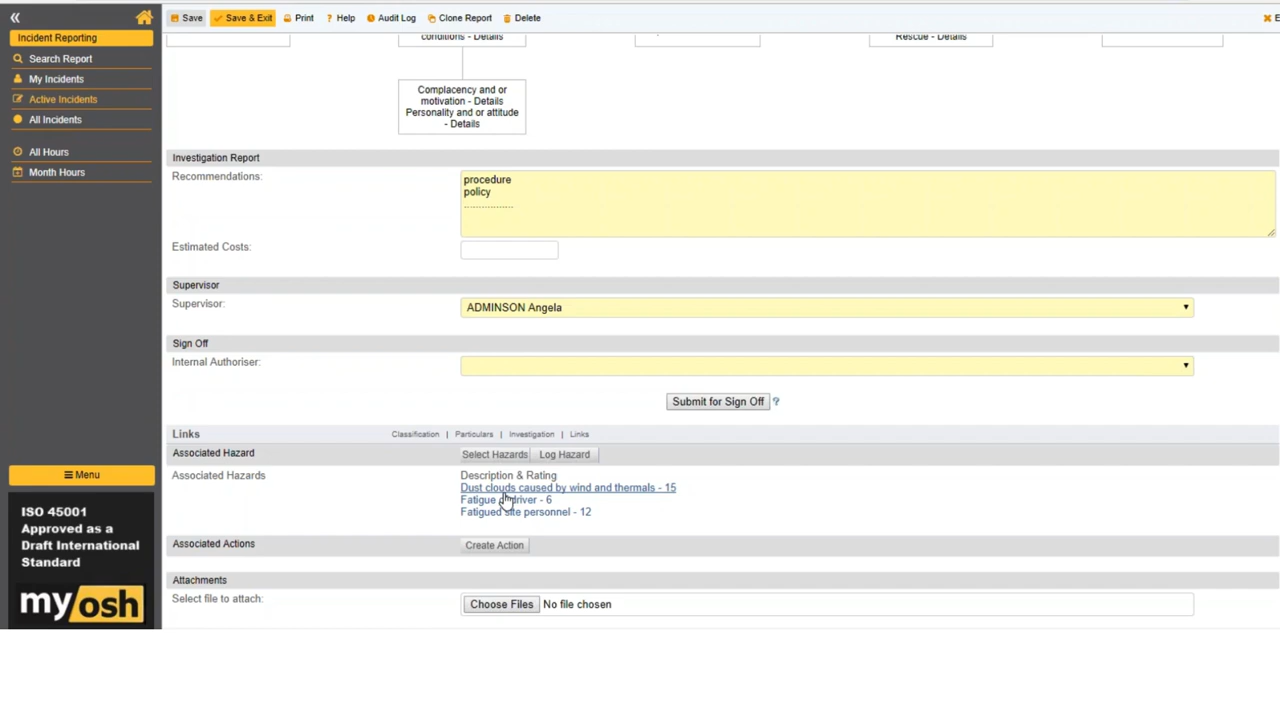 «
Save
Save & Exit
Print
? Help
Audit Log
Clone Report
Delete
E
Incident Reporting
Search Report
My Incidents
Active Incidents
All Incidents
All Hours
Month Hours
conditions - Details
Rescue - Details
Complacency and or
motivation - Details
Personality and or attitude
- Details
Investigation Report
Recommendations:
procedure
policy
.................
Estimated Costs:
Supervisor
Supervisor:
ADMINSON Angela
Sign Off
Internal Authoriser:
Submit for Sign Off ?
Links
Classification | Particulars | Investigation | Links
Associated Hazard
Select Hazards
Log Hazard
Associated Hazards
Description & Rating
Dust clouds caused by wind and thermals - 15
Fatigue driver - 6
Fatigued site personnel - 12
Associated Actions
Create Action
Attachments
Select file to attach:
Choose Files No file chosen
Menu
ISO 45001
Approved as a
Draft International
Standard
my/osh